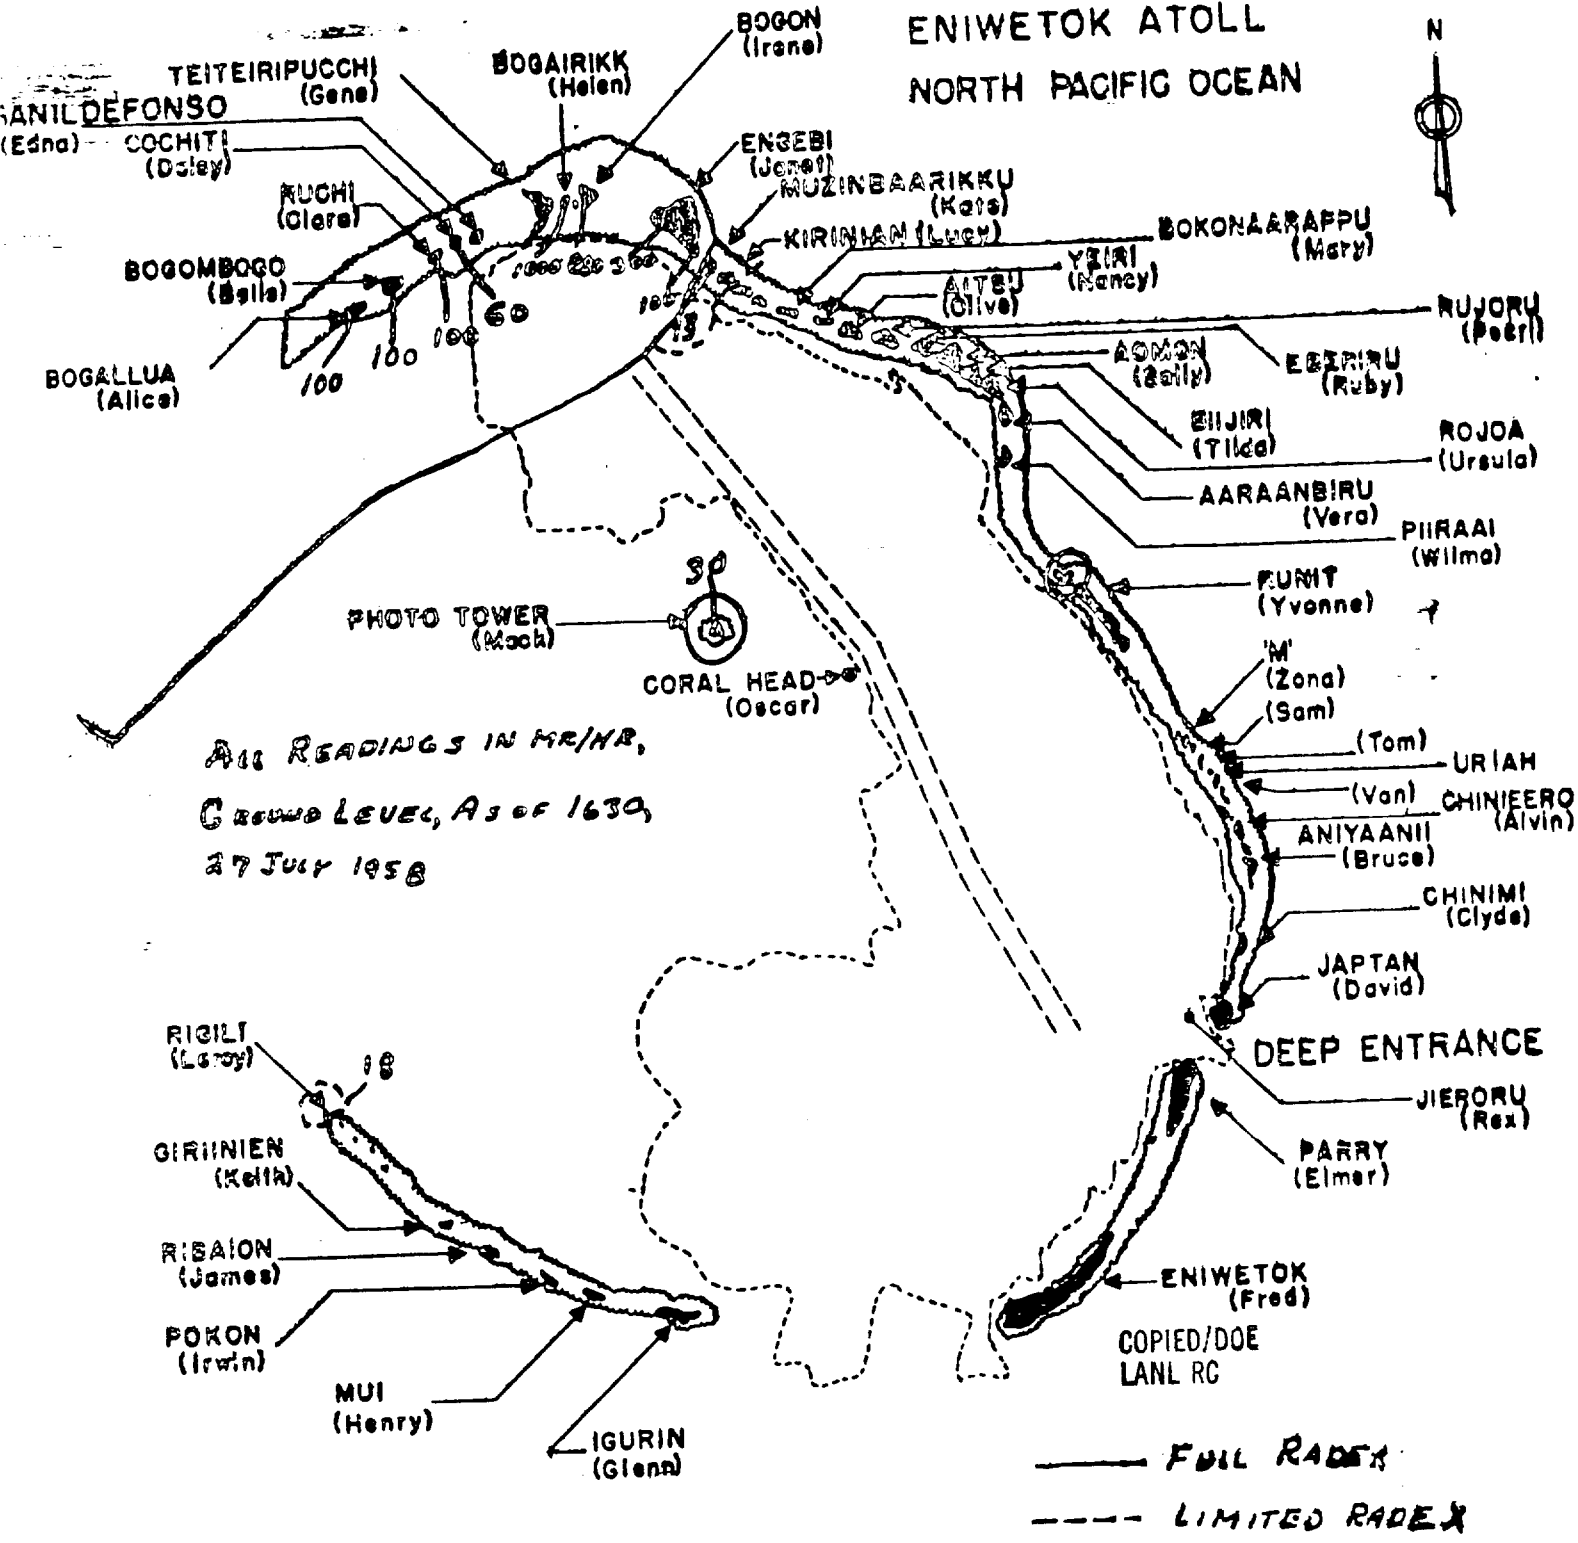 ENIWETOK ATOLL
NORTH PACIFIC OCEAN
N
BOGON
(Irene)
BOGAIRIKK
(Helen)
TEITEIRIPUCCHI
(Gene)
SANILDEFONSO
(Edna)
COCHITI
(Daisy)
RUCHI
(Clara)
BOGOMBOGO
(Belle)
BOGALLUA
(Alice)
100
100
100
60
1000
300
15
ENGEBI
(Janet)
MUZINBAARIKKU
(Kate)
KIRINIAN (Lucy)
BOKONAARAPPU
(Mary)
YEIRI
(Nancy)
AITSU
(Olive)
RUJORU
(Pearl)
EBERIRU
(Ruby)
AOMON
(Sally)
BIIJIRI
(Tilda)
ROJOA
(Ursula)
AARAANBIRU
(Vera)
PIIRAAI
(Wilma)
5
RUNIT
(Yvonne)
30
PHOTO TOWER
(Mack)
CORAL HEAD
(Oscar)
'M'
(Zona)
(Sam)
(Tom)
URIAH
(Van)
CHINIEERO
(Alvin)
ANIYAANII
(Bruce)
CHINIMI
(Clyde)
JAPTAN
(David)
DEEP ENTRANCE
JIERORU
(Rex)
PARRY
(Elmer)
ALL READINGS IN MR/HR,
GROUND LEVEL, AS OF 1630,
27 JULY 1958
RIGILI
(Leroy)
18
GIRIINIEN
(Keith)
RIBAION
(James)
POKON
(Irwin)
MUI
(Henry)
IGURIN
(Glenn)
ENIWETOK
(Fred)
COPIED/DOE
LANL RC
FULL RADEX
LIMITED RADEX